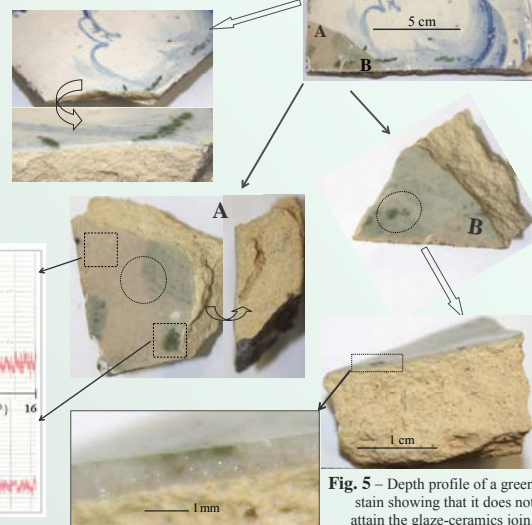 5 cm
A
B
A
B
)
16
1 cm
1 mm
Fig. 5 – Depth profile of a green
stain showing that it does not
attain the glaze-ceramics join